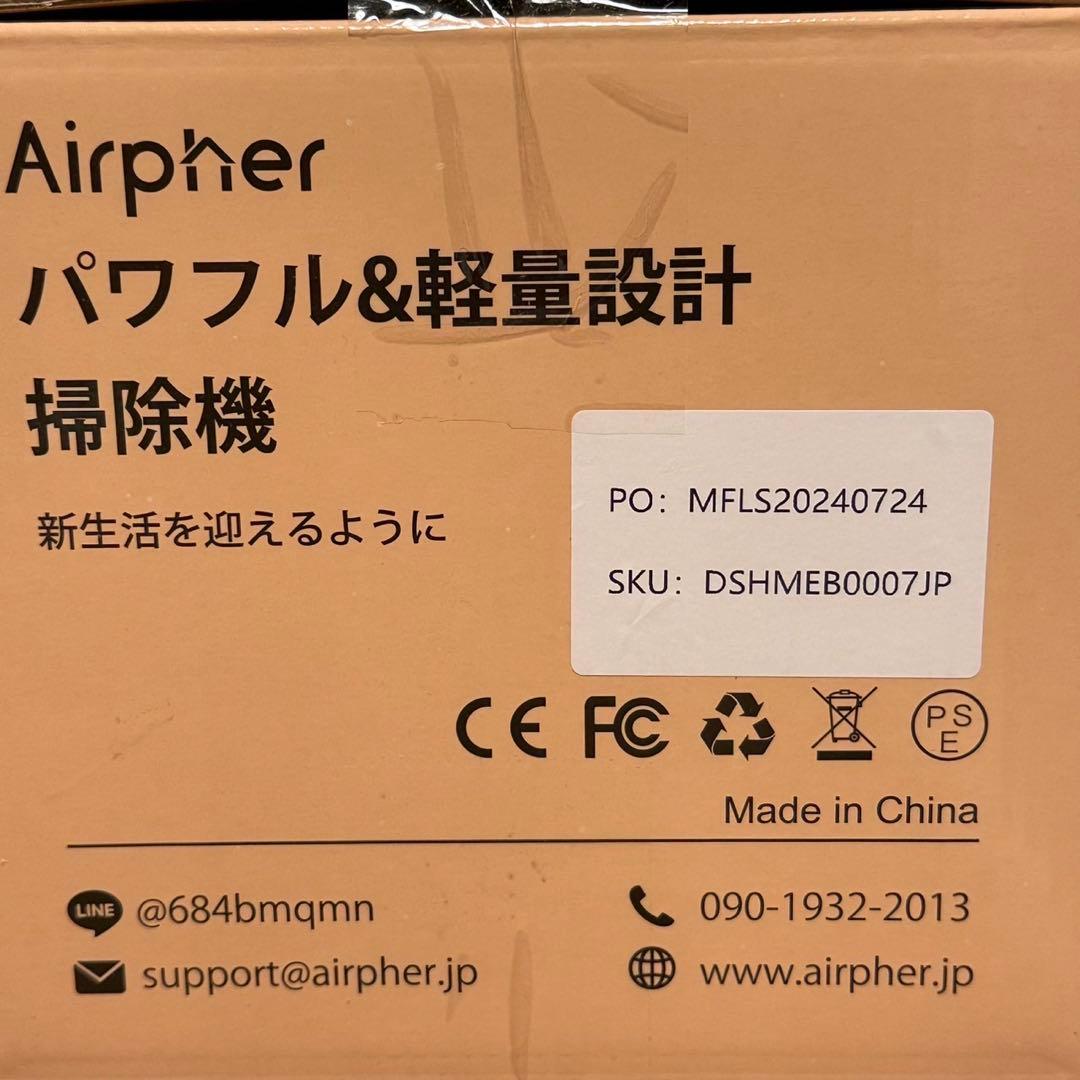 Airpher
パワフル&軽量設計
掃除機
新生活を迎えるように
PO: MFLS20240724
SKU: DSHMEB0007JP
CE FC PSE
Made in China
LINE @684bmqmn
090-1932-2013
support@airpher.jp
www.airpher.jp